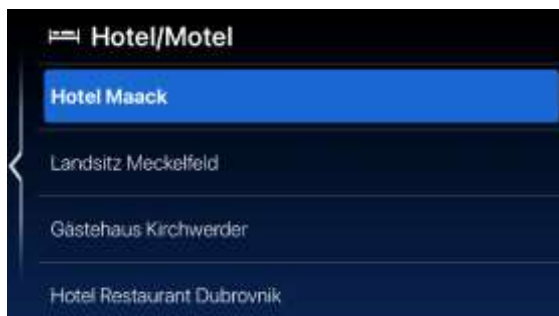 Hotel/Motel
Hotel Maack
Landsitz Meckelfeld
Gästehaus Kirchwerder
Hotel Restaurant Dubrovnik